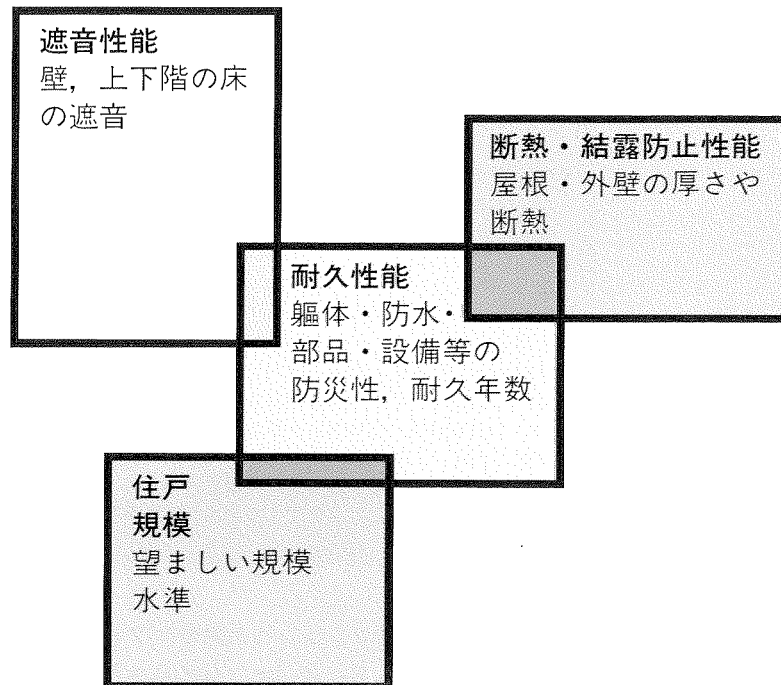 遮音性能
壁，上下階の床
の遮音
断熱・結露防止性能
屋根・外壁の厚さや
断熱
耐久性能
軀体・防水・
部品・設備等の
防災性，耐久年数
住戸
規模
望ましい規模
水準